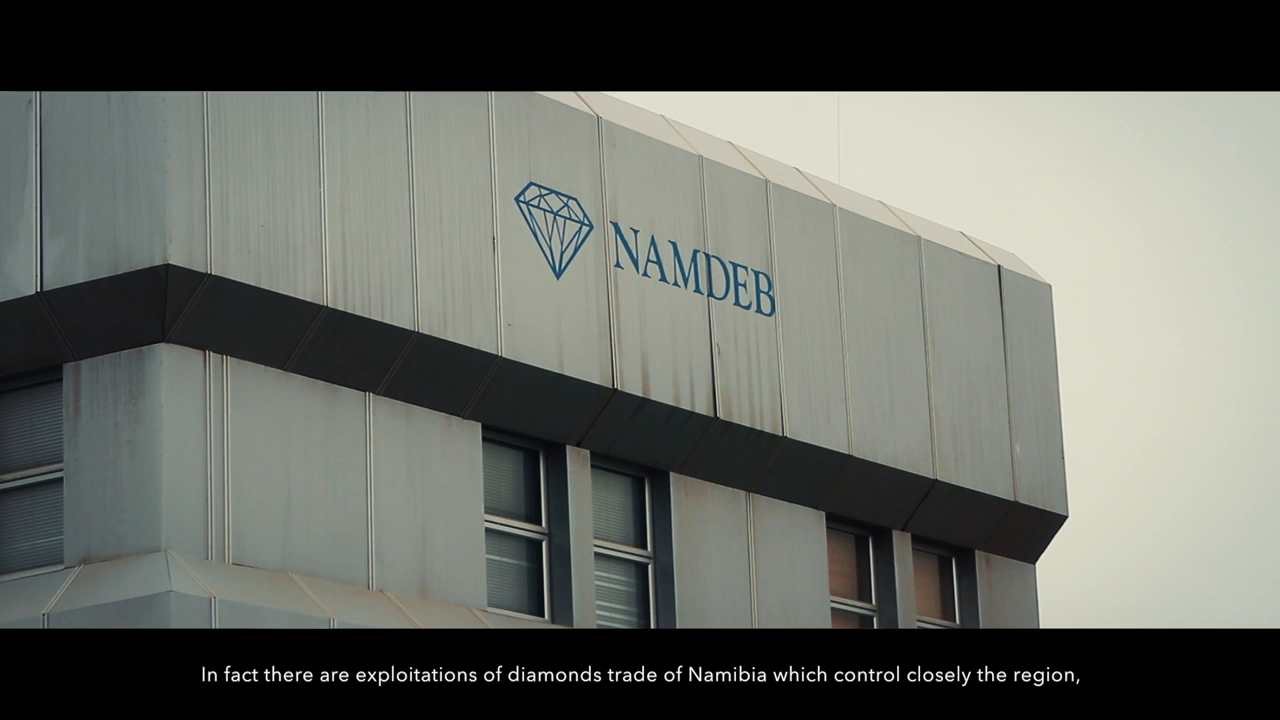 NAMDEB
In fact there are exploitations of diamonds trade of Namibia which control closely the region,